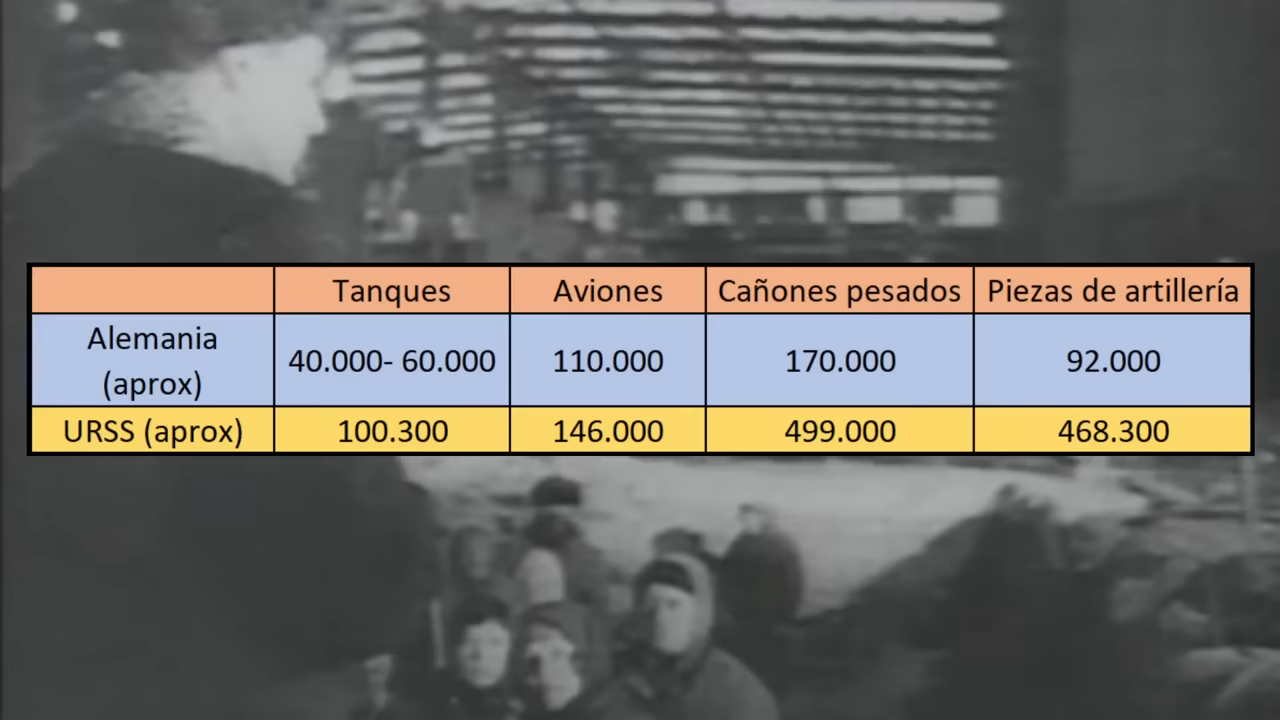 Tanques Aviones Cañones pesados Piezas de artillería
Alemania
(aprox) 40.000- 60.000 110.000 170.000 92.000
URSS (aprox) 100.300 146.000 499.000 468.300